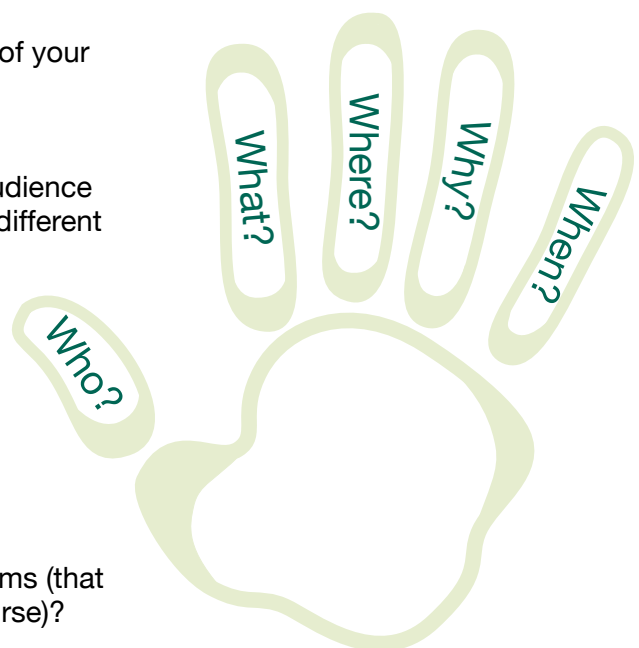 of your
udience
different
ms (that
rse)?
Who?
What?
Where?
Why?
When?